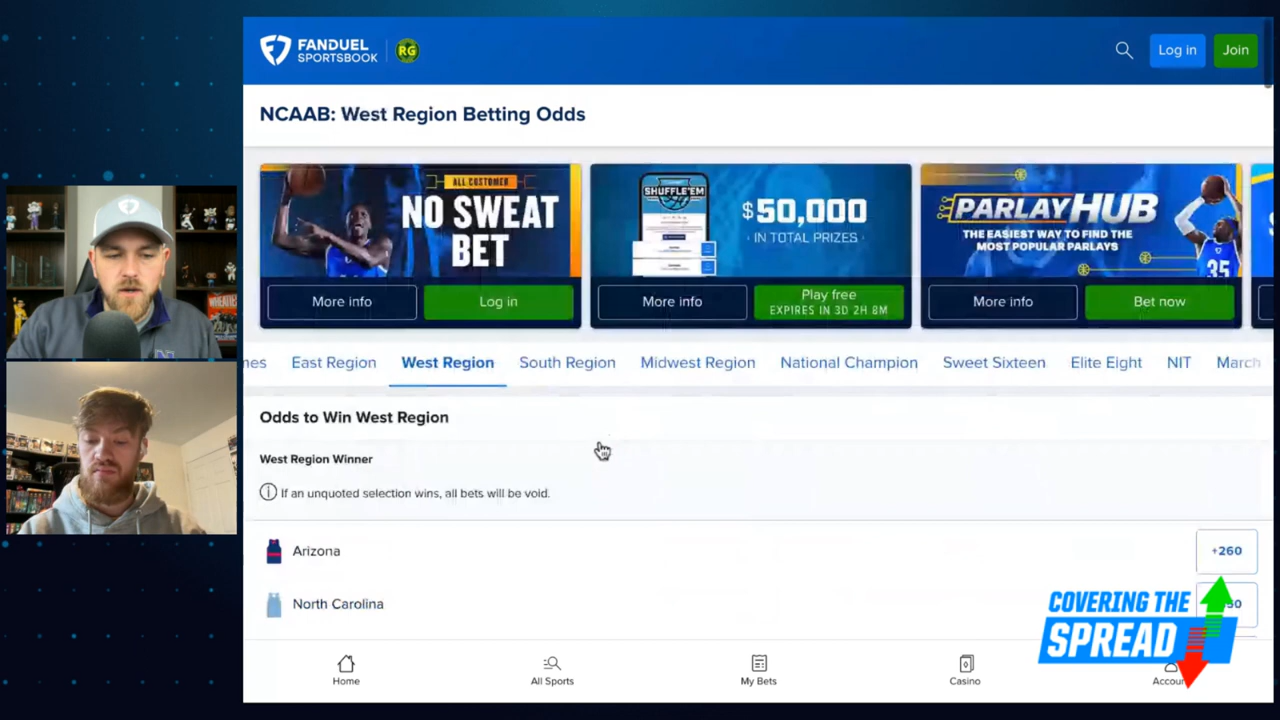 FANDUEL
SPORTSBOOK
RG
Log in
Join
NCAAB: West Region Betting Odds
ALL CUSTOMER
NO SWEAT
BET
More info
Log in
SHUFFLE'EM
$50,000
IN TOTAL PRIZES
More info
Play free
EXPIRES IN 3D 2H 8M
PARLAYHUB
THE EASIEST WAY TO FIND THE
MOST POPULAR PARLAYS
35
More info
Bet now
East Region
West Region
South Region
Midwest Region
National Champion
Sweet Sixteen
Elite Eight
NIT
March
Odds to Win West Region
West Region Winner
If an unquoted selection wins, all bets will be void.
Arizona
+260
North Carolina
COVERING THE
SPREAD
Home
All Sports
My Bets
Casino
WHEATIES